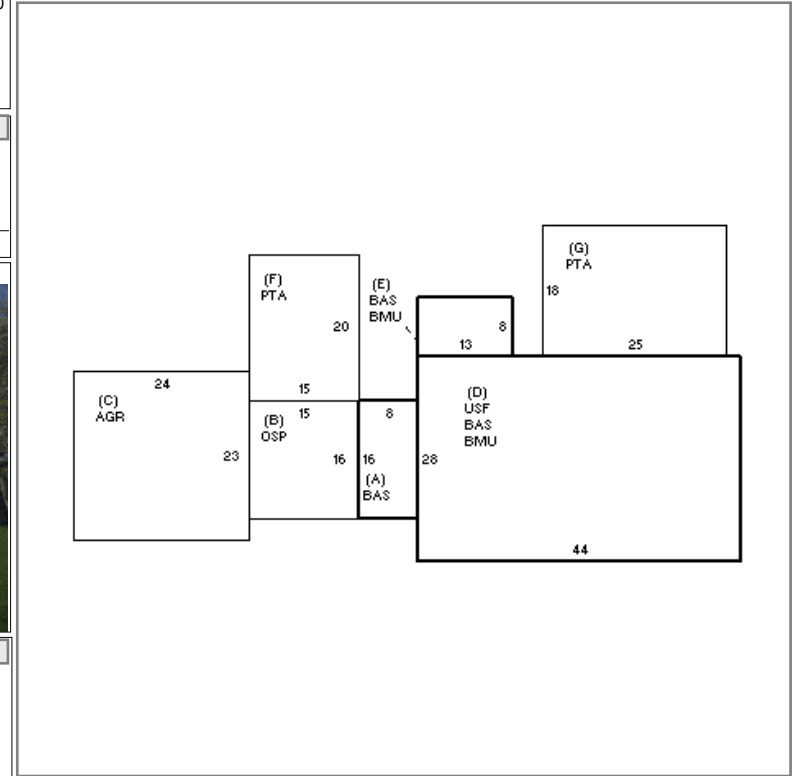 (G)
PTA
18
25
(F)
PTA
20
15
(E)
BAS
BMU
8
13
24
(C)
AGR
23
(B) 15
OSP
16
8
16
(A)
BAS
(D)
USF
BAS
BMU
28
44